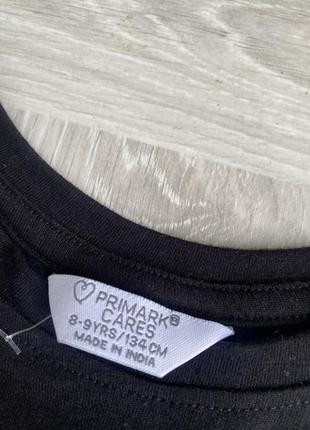 PRIMARK®
CARES
8-9YRS/134CM
MADE IN INDIA